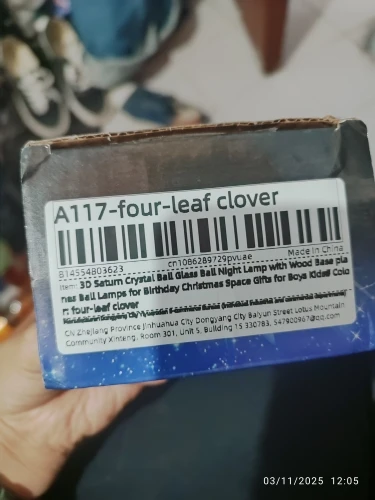 A117-four-leaf clover
B14554803623 cn1086289729pvuae Made in China
Item: 3D Saturn Crystal Ball Glass Ball Night Lamp with Wood Base pla
nes Ball Lamps for Birthday Christmas Space Gifts for Boys Kids# Colo
r: four-leaf clover
CN Zhejiang Province Jinhuahua City Dongyang City Baiyun Street Lotus Mountain
Community Xinteng, Room 301, Unit 5, Building 15 330783, 547900967@qq.com
03/11/2025 12:05